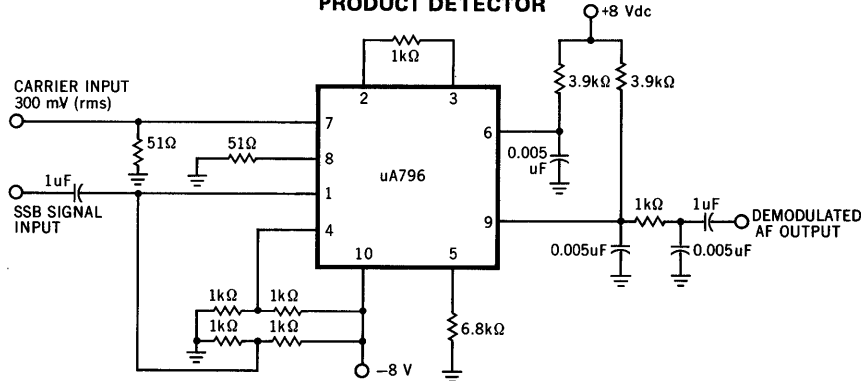 PRODUCT DETECTOR
+8 Vdc
1kΩ
CARRIER INPUT
300 mV (rms)
2
3
3.9kΩ
3.9kΩ
7
51Ω
51Ω
8
6
0.005
uF
uA796
1uF
1
SSB SIGNAL
INPUT
4
9
1kΩ
1uF
DEMODULATED
AF OUTPUT
0.005uF
0.005uF
10
5
1kΩ
1kΩ
1kΩ
1kΩ
6.8kΩ
−8 V